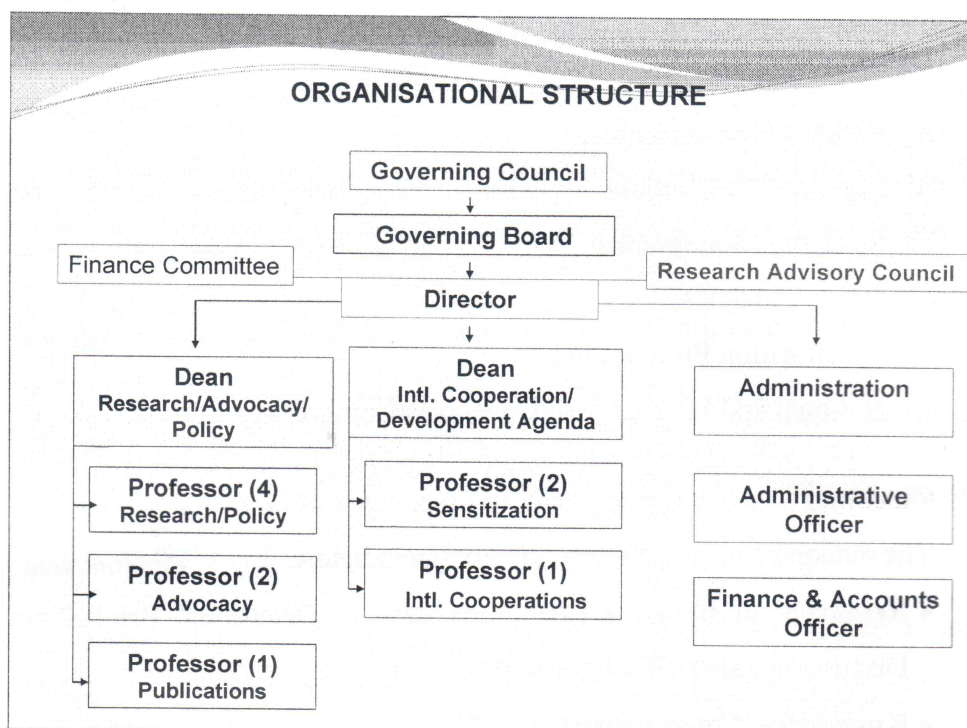 ORGANISATIONAL STRUCTURE
Governing Council
Governing Board
Finance Committee
Research Advisory Council
Director
Dean
Research/Advocacy/
Policy
Dean
Intl. Cooperation/
Development Agenda
Administration
Professor (4)
Research/Policy
Professor (2)
Sensitization
Administrative
Officer
Professor (2)
Advocacy
Professor (1)
Intl. Cooperations
Finance & Accounts
Officer
Professor (1)
Publications